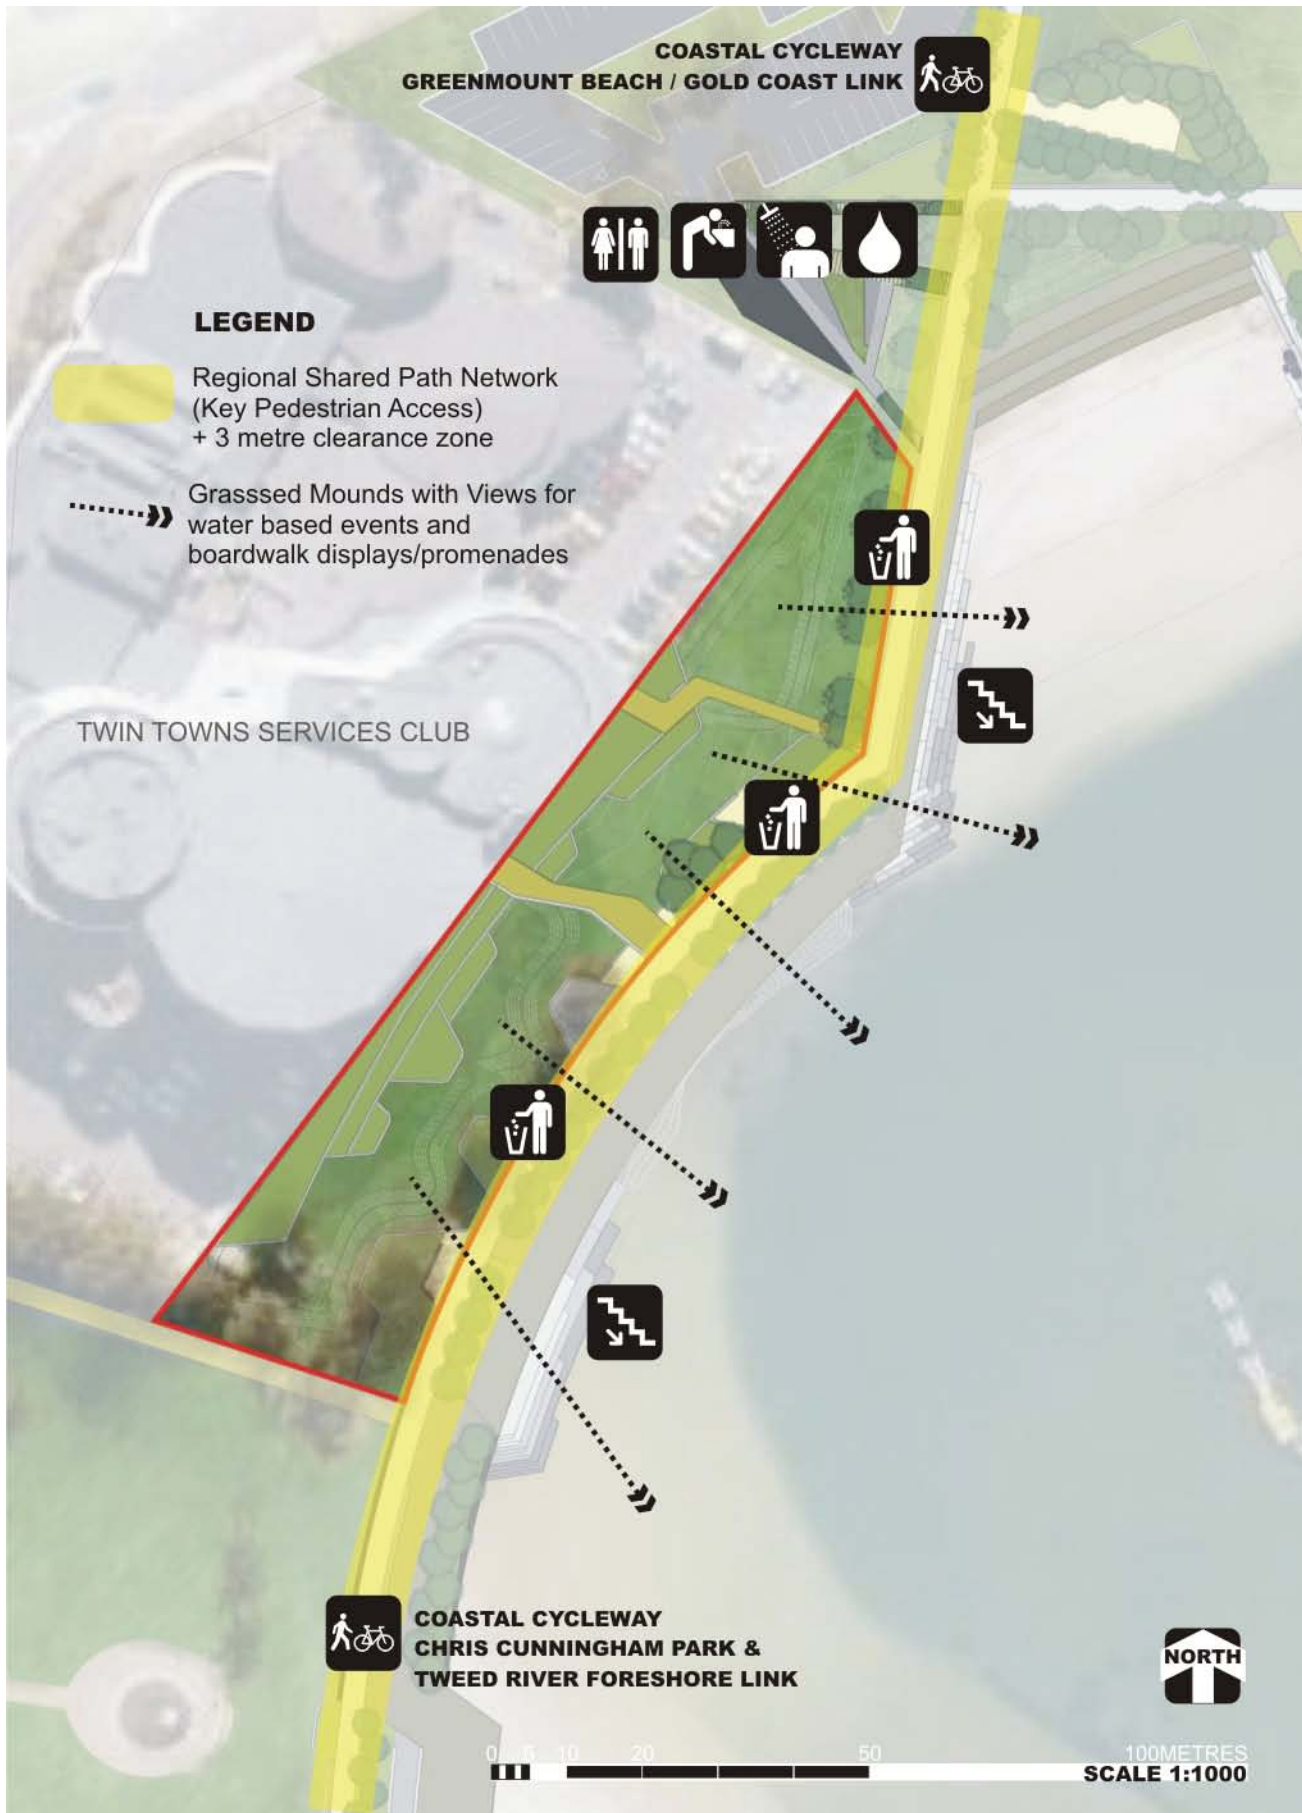 COASTAL CYCLEWAY
GREENMOUNT BEACH / GOLD COAST LINK
LEGEND
Regional Shared Path Network
(Key Pedestrian Access)
+ 3 metre clearance zone
Grasssed Mounds with Views for
water based events and
boardwalk displays/promenades
TWIN TOWNS SERVICES CLUB
COASTAL CYCLEWAY
CHRIS CUNNINGHAM PARK &
TWEED RIVER FORESHORE LINK
NORTH
0 5 10 20 50 100METRES
SCALE 1:1000